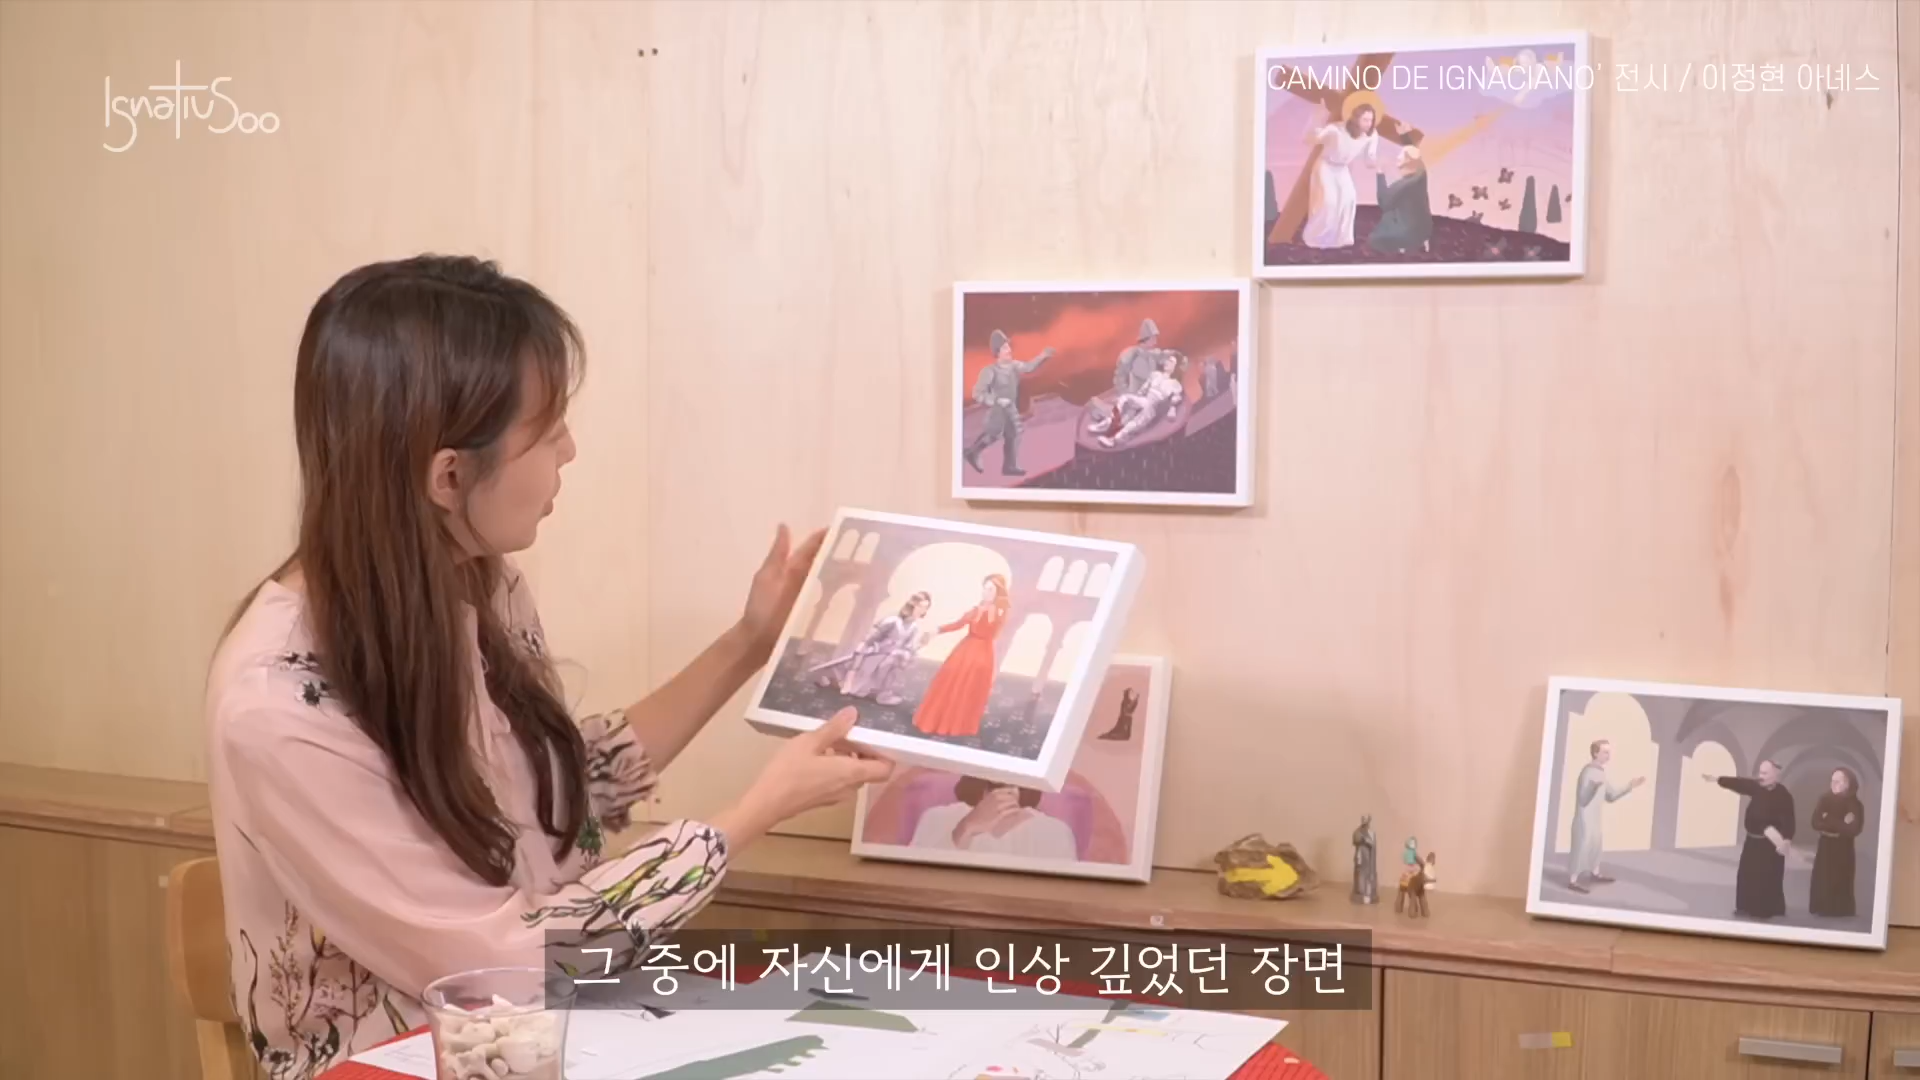 IgnatiuSoo
CAMINO DE IGNACIANO’ 전시 / 이정현 아녜스
그 중에 자신에게 인상 깊었던 장면